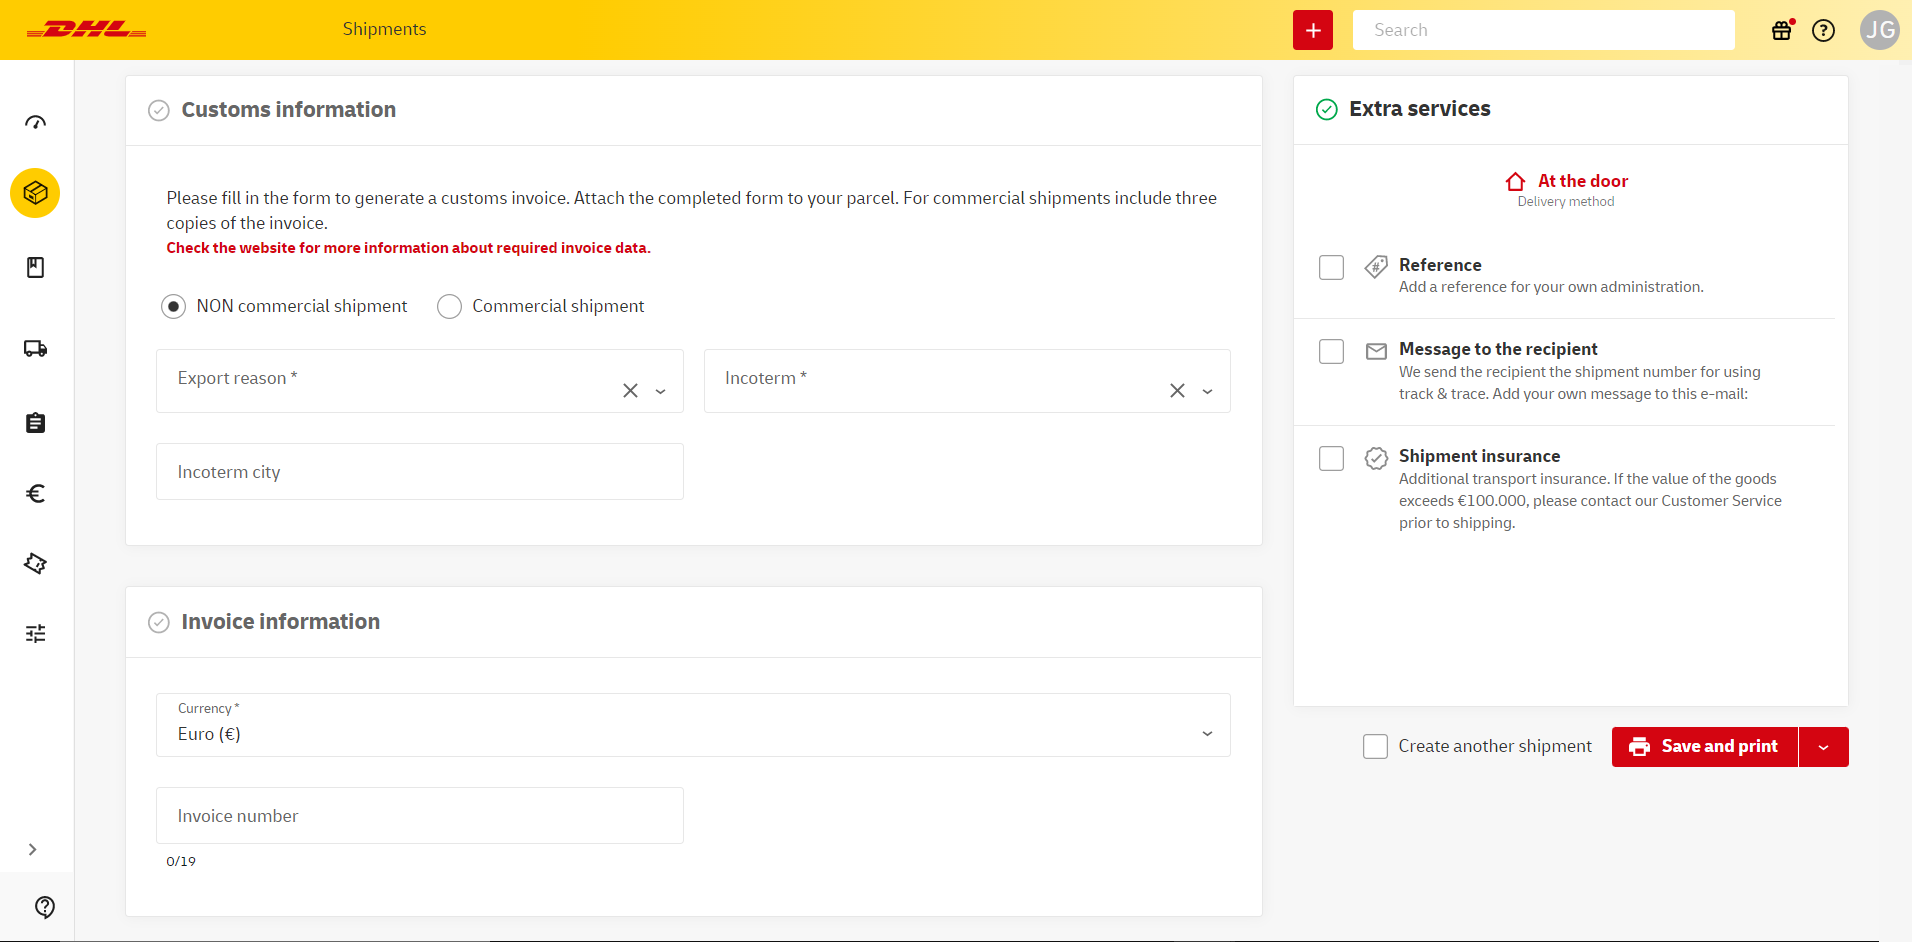 DHL
Shipments
Search
JG
Customs information
Please fill in the form to generate a customs invoice. Attach the completed form to your parcel. For commercial shipments include three
copies of the invoice.
Check the website for more information about required invoice data.
NON commercial shipment
Commercial shipment
Export reason *
Incoterm *
Incoterm city
Invoice information
Currency *
Euro (€)
Invoice number
0/19
Extra services
At the door
Delivery method
Reference
Add a reference for your own administration.
Message to the recipient
We send the recipient the shipment number for using
track & trace. Add your own message to this e-mail:
Shipment insurance
Additional transport insurance. If the value of the goods
exceeds €100.000, please contact our Customer Service
prior to shipping.
Create another shipment
Save and print